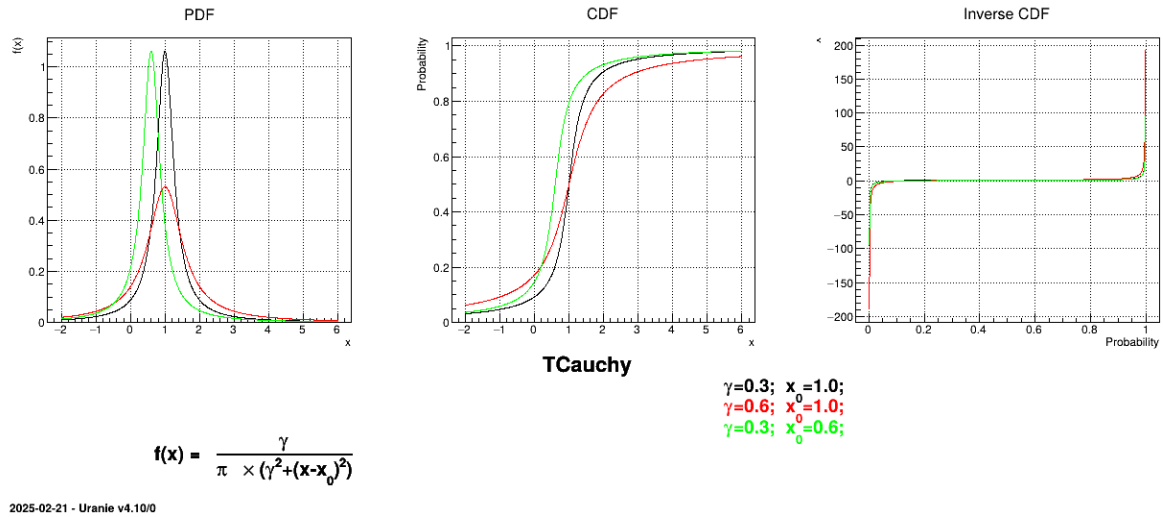 PDF
CDF
Inverse CDF
f(x)
1
0.8
0.6
0.4
0.2
0
−2 −1 0 1 2 3 4 5 6
x
Probability
1
0.8
0.6
0.4
0.2
0
−2 −1 0 1 2 3 4 5 6
x
200
150
100
50
0
−50
−100
−150
−200
0 0.2 0.4 0.6 0.8 1
Probability
TCauchy
γ=0.3; x₀=1.0;
γ=0.6; x₀=1.0;
γ=0.3; x₀=0.6;
f(x) = γ
π × (γ²+(x-x₀)²)
2025-02-21 - Uranie v4.10/0